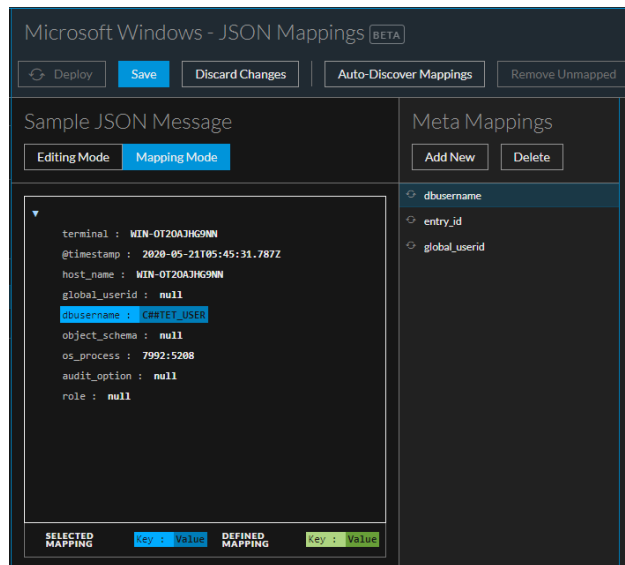 Microsoft Windows - JSON Mappings BETA
Deploy Save Discard Changes Auto-Discover Mappings Remove Unmapped
Sample JSON Message
Editing Mode Mapping Mode
terminal : WIN-OT2OAJHG9NN
@timestamp : 2020-05-21T05:45:31.787Z
host_name : WIN-OT2OAJHG9NN
global_userid : null
dbusername : C##TET_USER
object_schema : null
os_process : 7992:5208
audit_option : null
role : null
SELECTED MAPPING Key : Value DEFINED MAPPING Key : Value
Meta Mappings
Add New Delete
dbusername
entry_id
global_userid